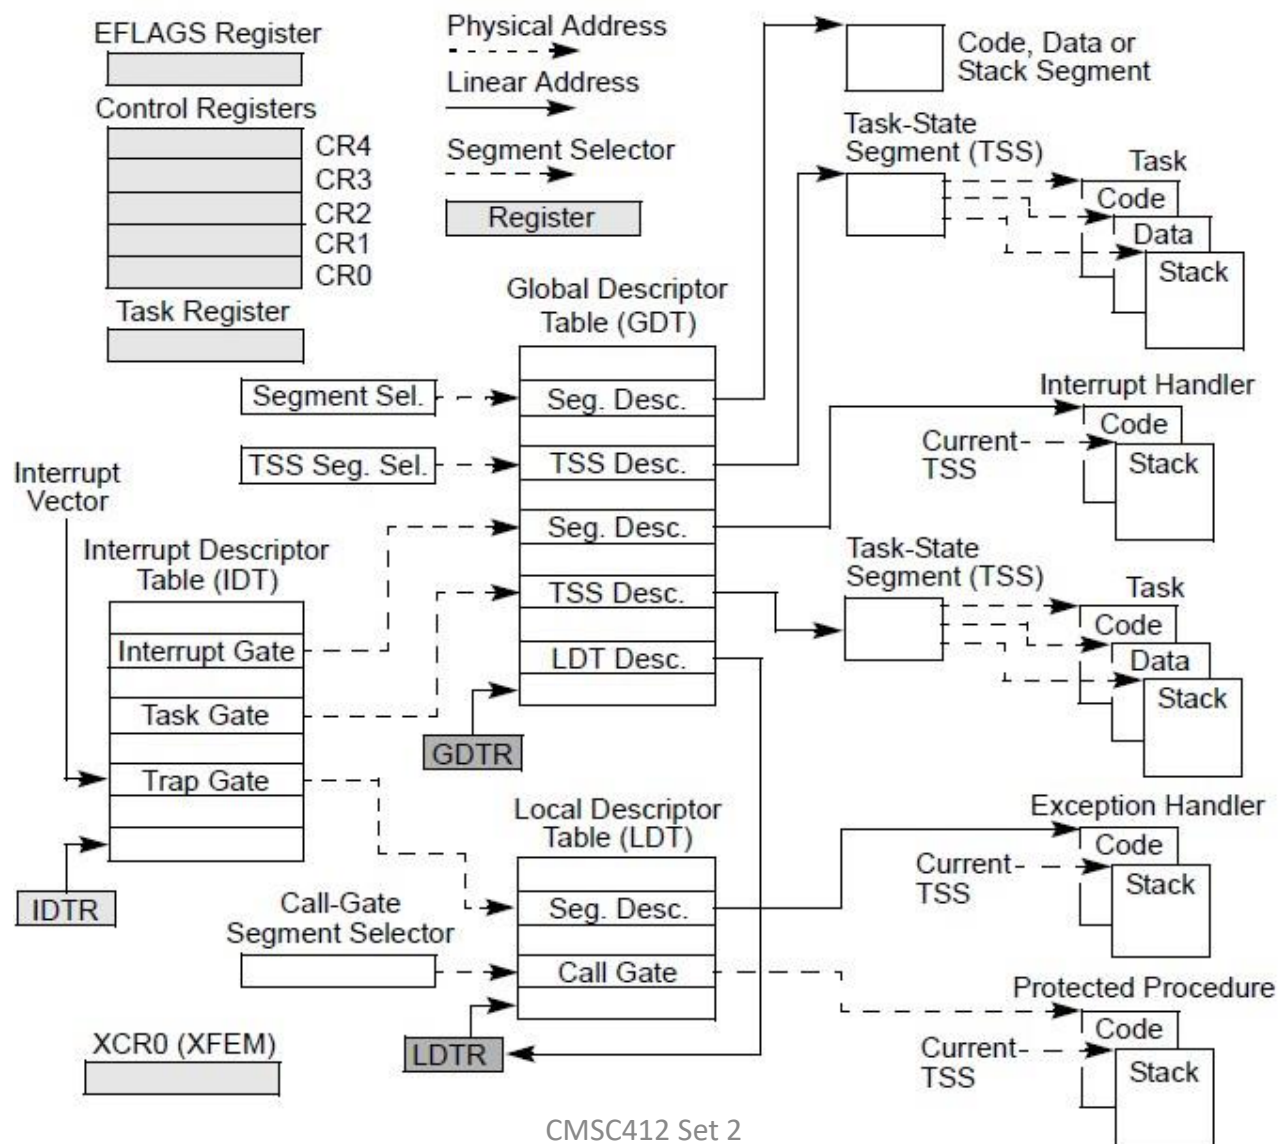 EFLAGS Register
Control Registers
CR4
CR3
CR2
CR1
CR0
Task Register
Physical Address
Linear Address
Segment Selector
Register
Code, Data or
Stack Segment
Task-State
Segment (TSS)
Task
Code
Data
Stack
Global Descriptor
Table (GDT)
Segment Sel.
Seg. Desc.
TSS Seg. Sel.
TSS Desc.
Seg. Desc.
TSS Desc.
LDT Desc.
GDTR
Interrupt Handler
Code
Current
TSS
Stack
Interrupt
Vector
Interrupt Descriptor
Table (IDT)
Interrupt Gate
Task Gate
Trap Gate
IDTR
Task-State
Segment (TSS)
Task
Code
Data
Stack
Local Descriptor
Table (LDT)
Seg. Desc.
Call-Gate
Segment Selector
Call Gate
LDTR
Exception Handler
Code
Current
TSS
Stack
Protected Procedure
Code
Current
TSS
Stack
XCR0 (XFEM)
CMSC412 Set 2